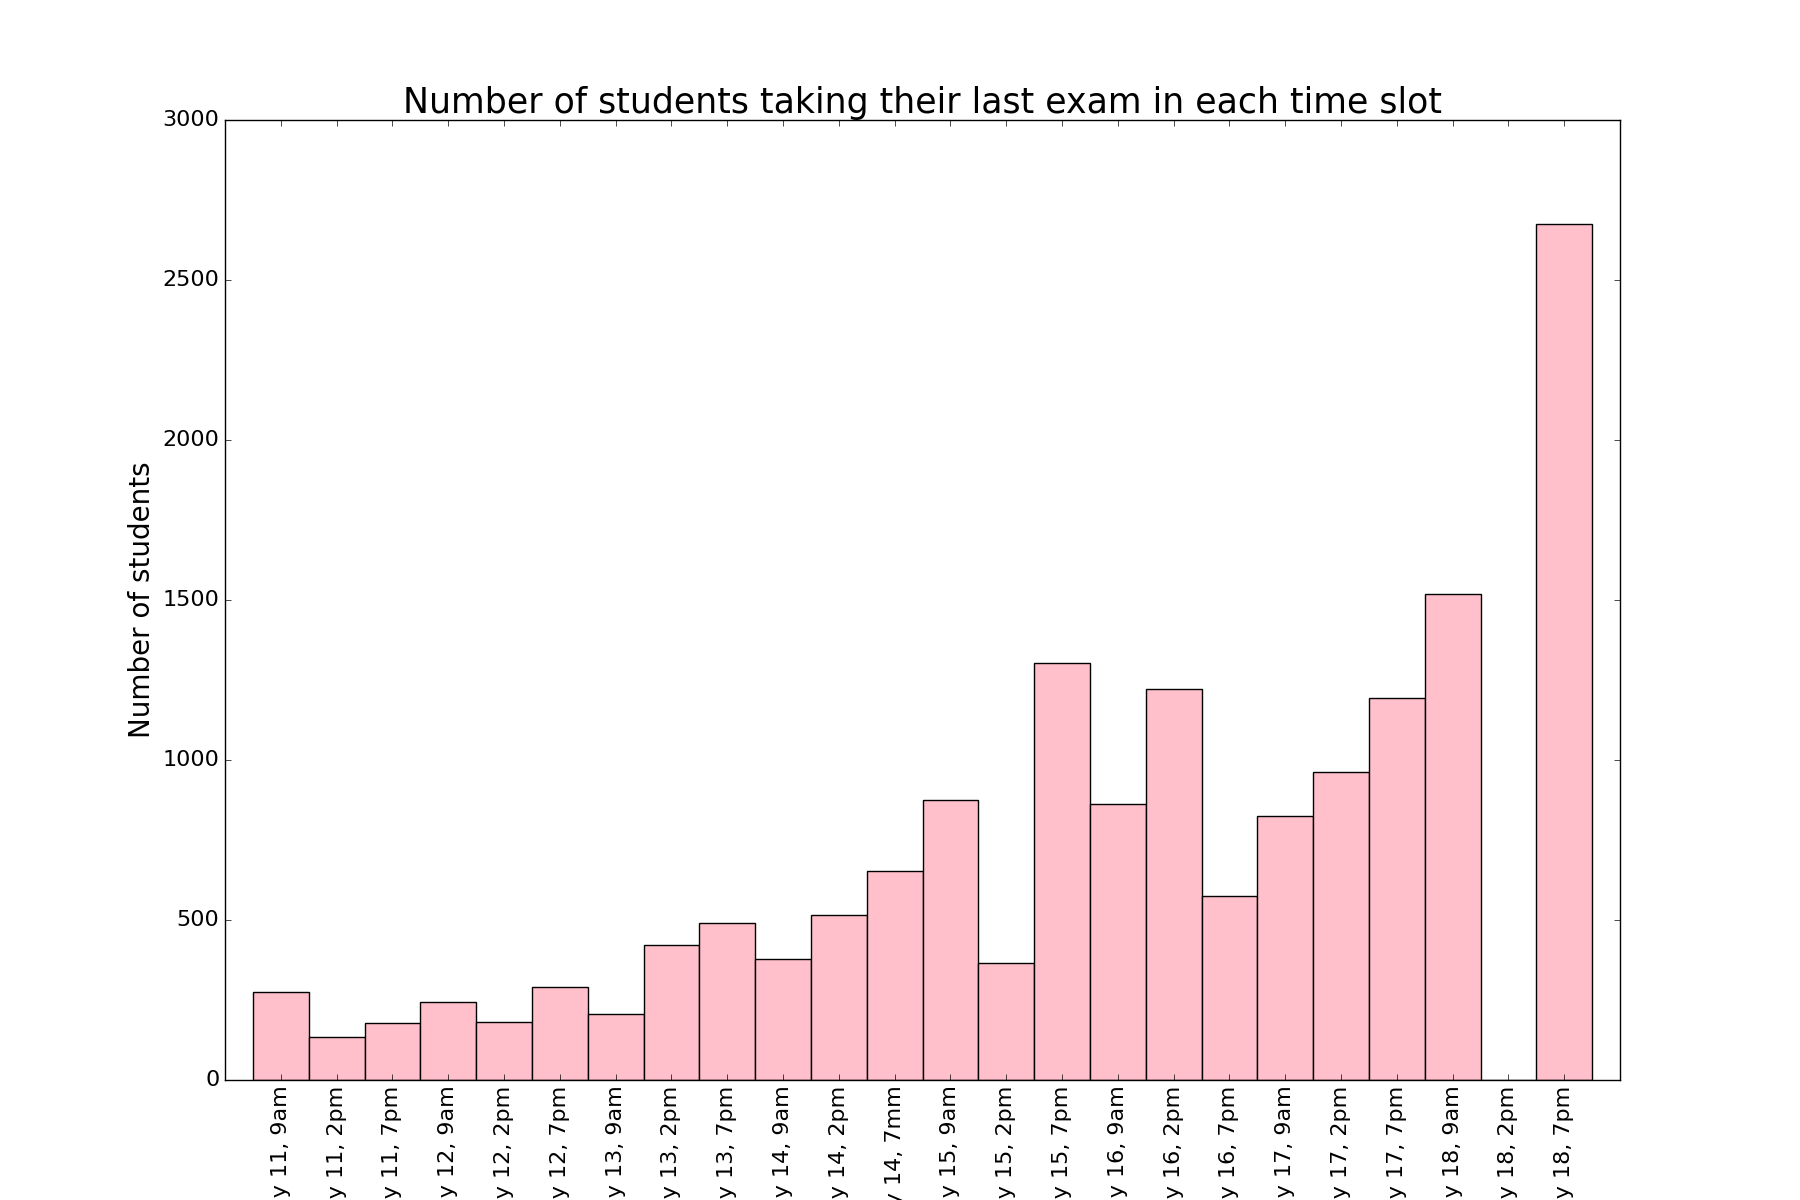 Number of students taking their last exam in each time slot
Number of students
3000
2500
2000
1500
1000
500
0
y 11, 9am
y 11, 2pm
y 11, 7pm
y 12, 9am
y 12, 2pm
y 12, 7pm
y 13, 9am
y 13, 2pm
y 13, 7pm
y 14, 9am
y 14, 2pm
y 14, 7mm
y 15, 9am
y 15, 2pm
y 15, 7pm
y 16, 9am
y 16, 2pm
y 16, 7pm
y 17, 9am
y 17, 2pm
y 17, 7pm
y 18, 9am
y 18, 2pm
y 18, 7pm